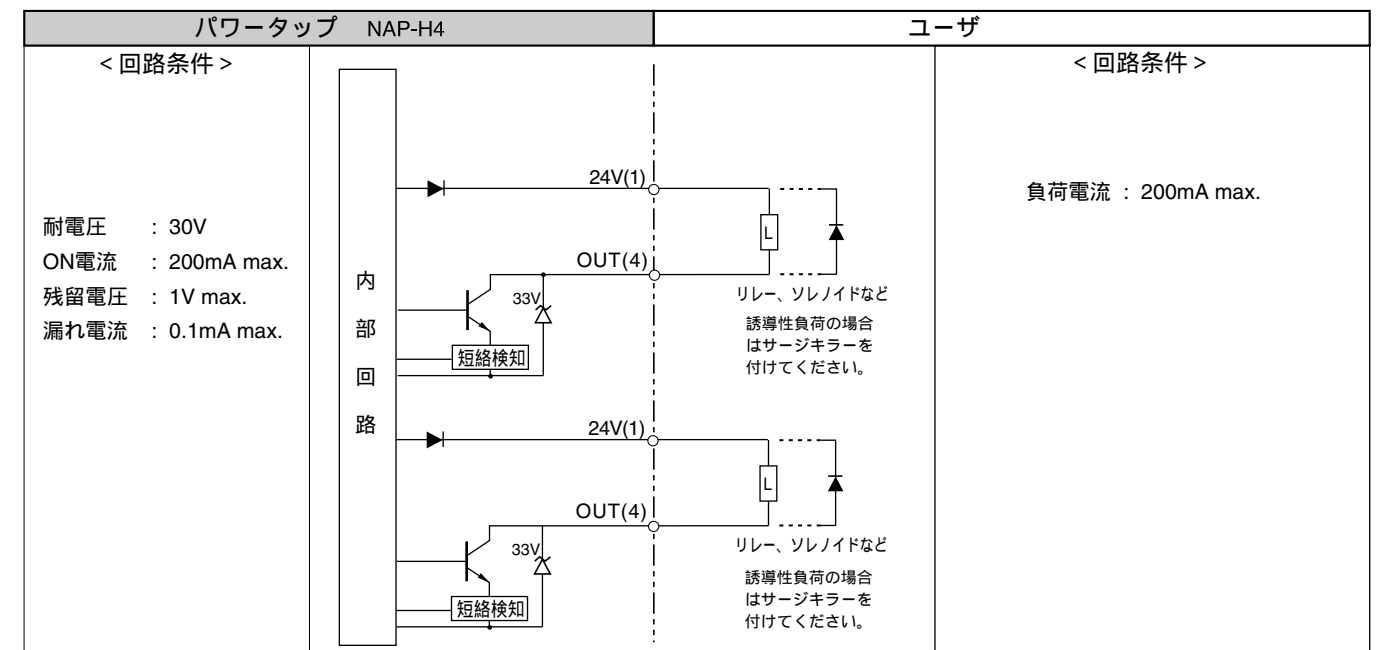 パワータップ NAP-H4
ユーザ
<回路条件>
耐電圧 : 30V
ON電流 : 200mA max.
残留電圧 : 1V max.
漏れ電流 : 0.1mA max.
内
部
回
路
24V(1)
L
OUT(4)
33V
短絡検知
リレー、ソレノイドなど
誘導性負荷の場合
はサージキラーを
付けてください。
24V(1)
L
OUT(4)
33V
短絡検知
リレー、ソレノイドなど
誘導性負荷の場合
はサージキラーを
付けてください。
<回路条件>
負荷電流 : 200mA max.